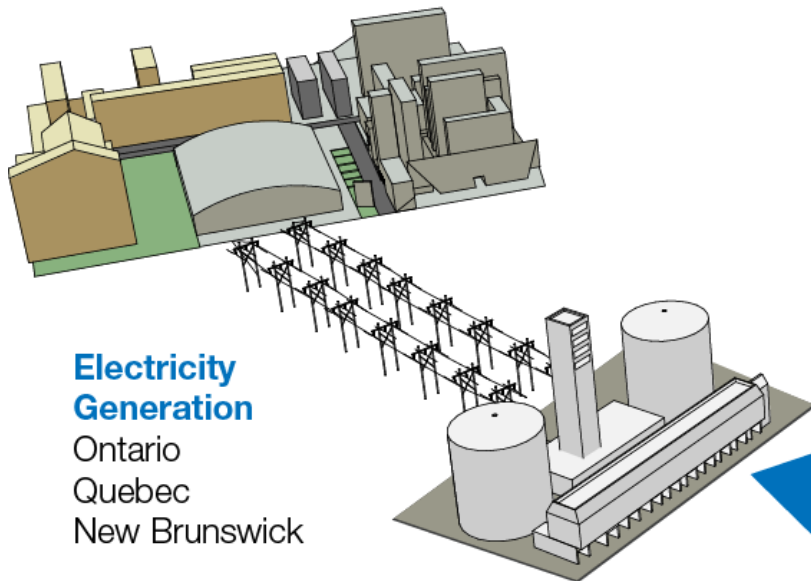 Electricity
Generation
Ontario
Quebec
New Brunswick